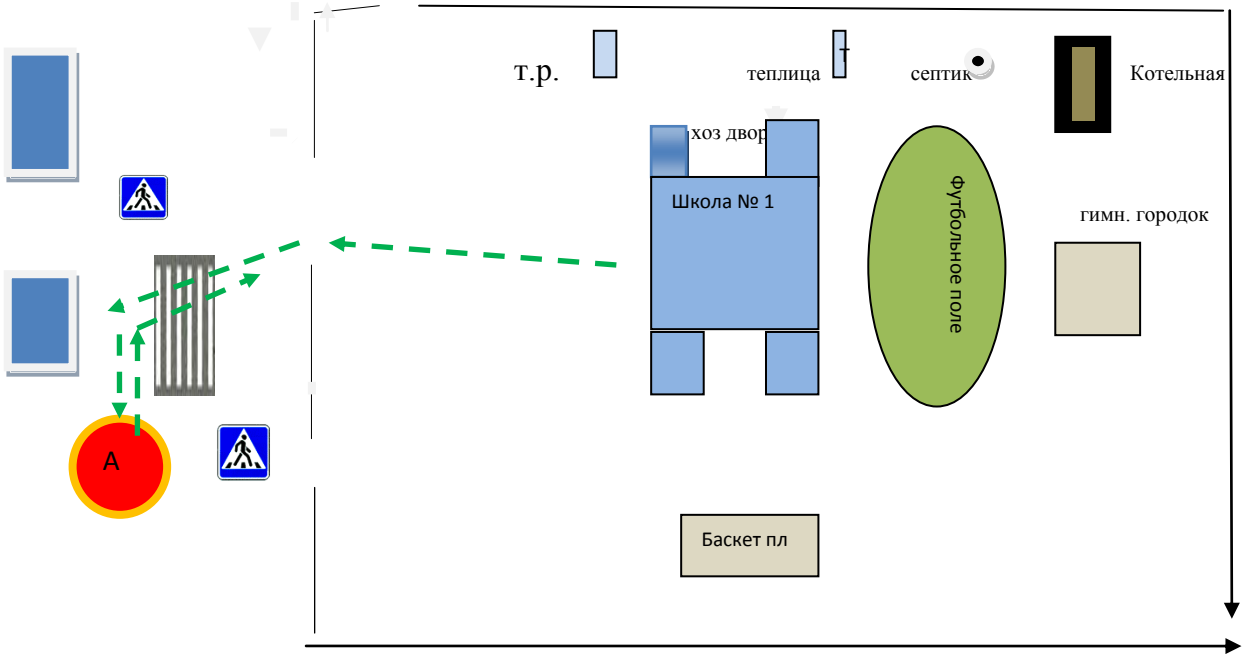 т.р.
теплица
Т
септик
Котельная
хоз двор
Школа № 1
Футбольное поле
гимн. городок
А
Баскет пл